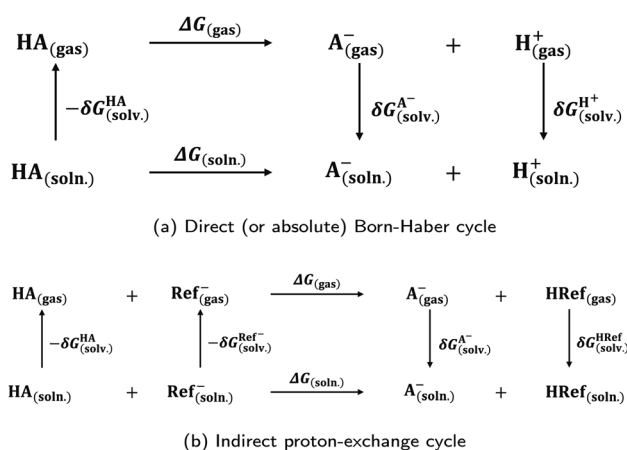 HA(gas) ΔG(gas) A⁻(gas) + H⁺(gas)
−δG^HA(solv.) δG^A⁻(solv.) δG^H⁺(solv.)
HA(soln.) ΔG(soln.) A⁻(soln.) + H⁺(soln.)
(a) Direct (or absolute) Born-Haber cycle
HA(gas) + Ref⁻(gas) ΔG(gas) A⁻(gas) + HRef(gas)
−δG^HA(solv.) −δG^Ref⁻(solv.) δG^A⁻(solv.) δG^HRef(solv.)
HA(soln.) + Ref⁻(soln.) ΔG(soln.) A⁻(soln.) + HRef(soln.)
(b) Indirect proton-exchange cycle